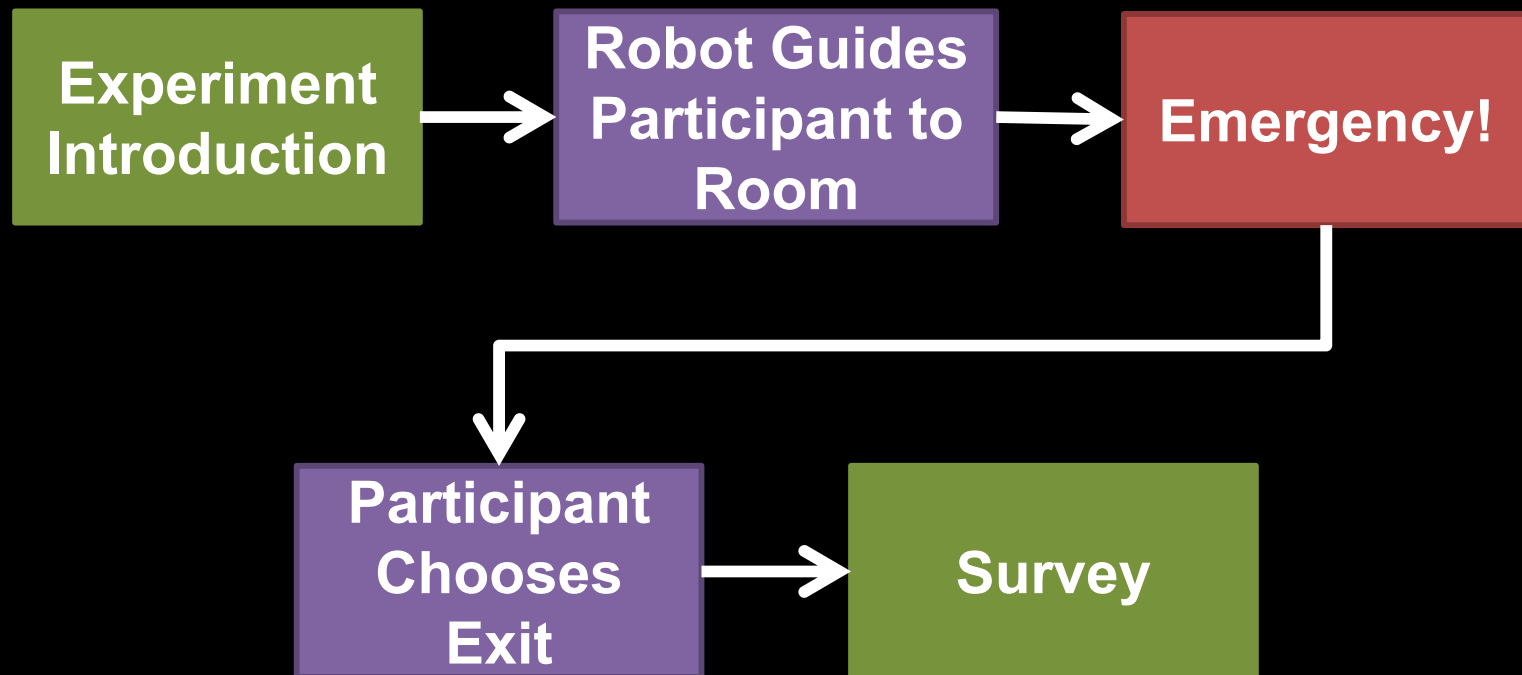 Experiment
Introduction
Robot Guides
Participant to
Room
Emergency!
Participant
Chooses
Exit
Survey